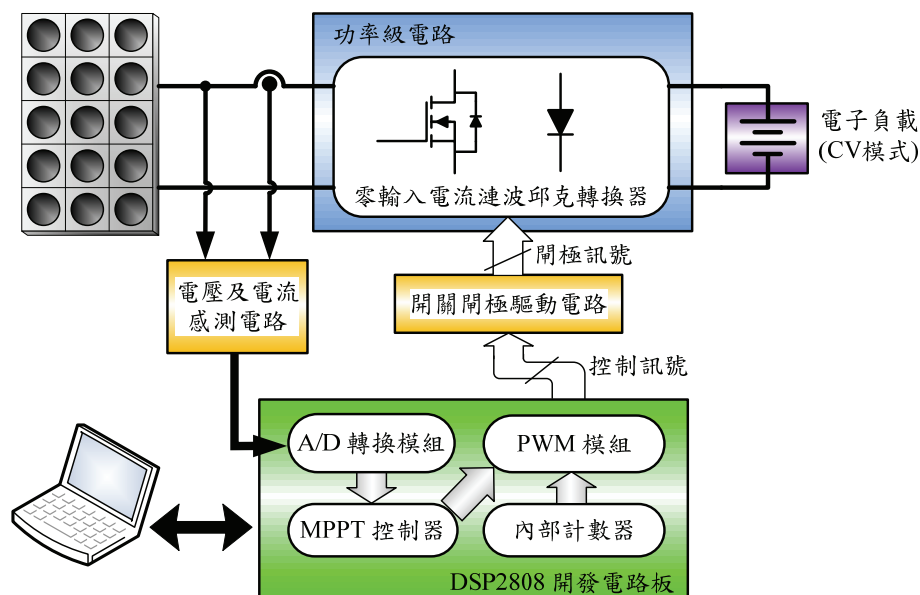 功率級電路
零輸入電流漣波邱克轉換器
電子負載
(CV模式)
閘極訊號
電壓及電流
感測電路
開關閘極驅動電路
控制訊號
A/D 轉換模組
PWM 模組
MPPT 控制器
內部計數器
DSP2808 開發電路板